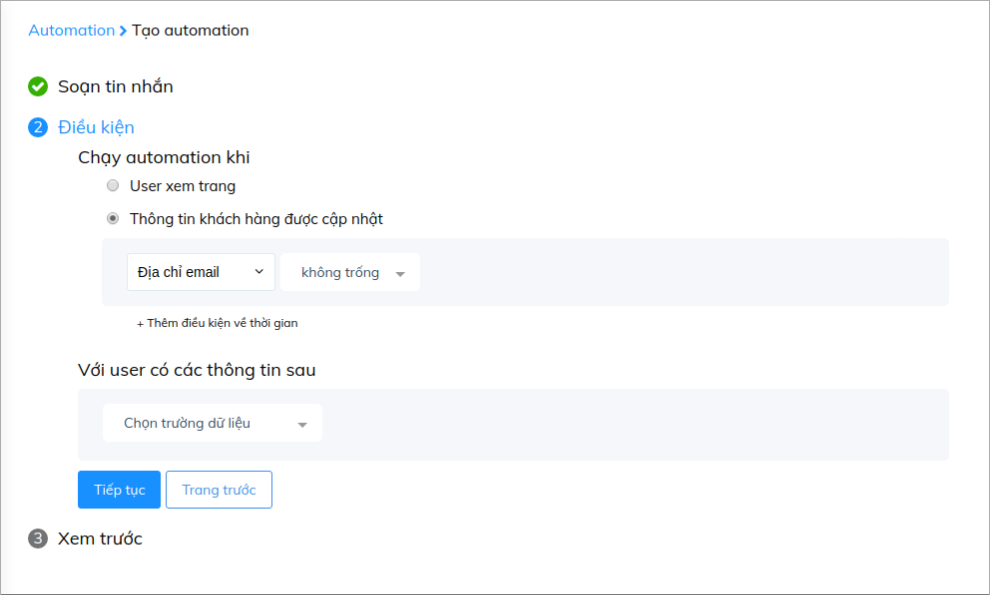 Automation > Tạo automation
Soạn tin nhắn
2 Điều kiện
Chạy automation khi
User xem trang
Thông tin khách hàng được cập nhật
Địa chỉ email không trống
+ Thêm điều kiện về thời gian
Với user có các thông tin sau
Chọn trường dữ liệu
Tiếp tục Trang trước
3 Xem trước